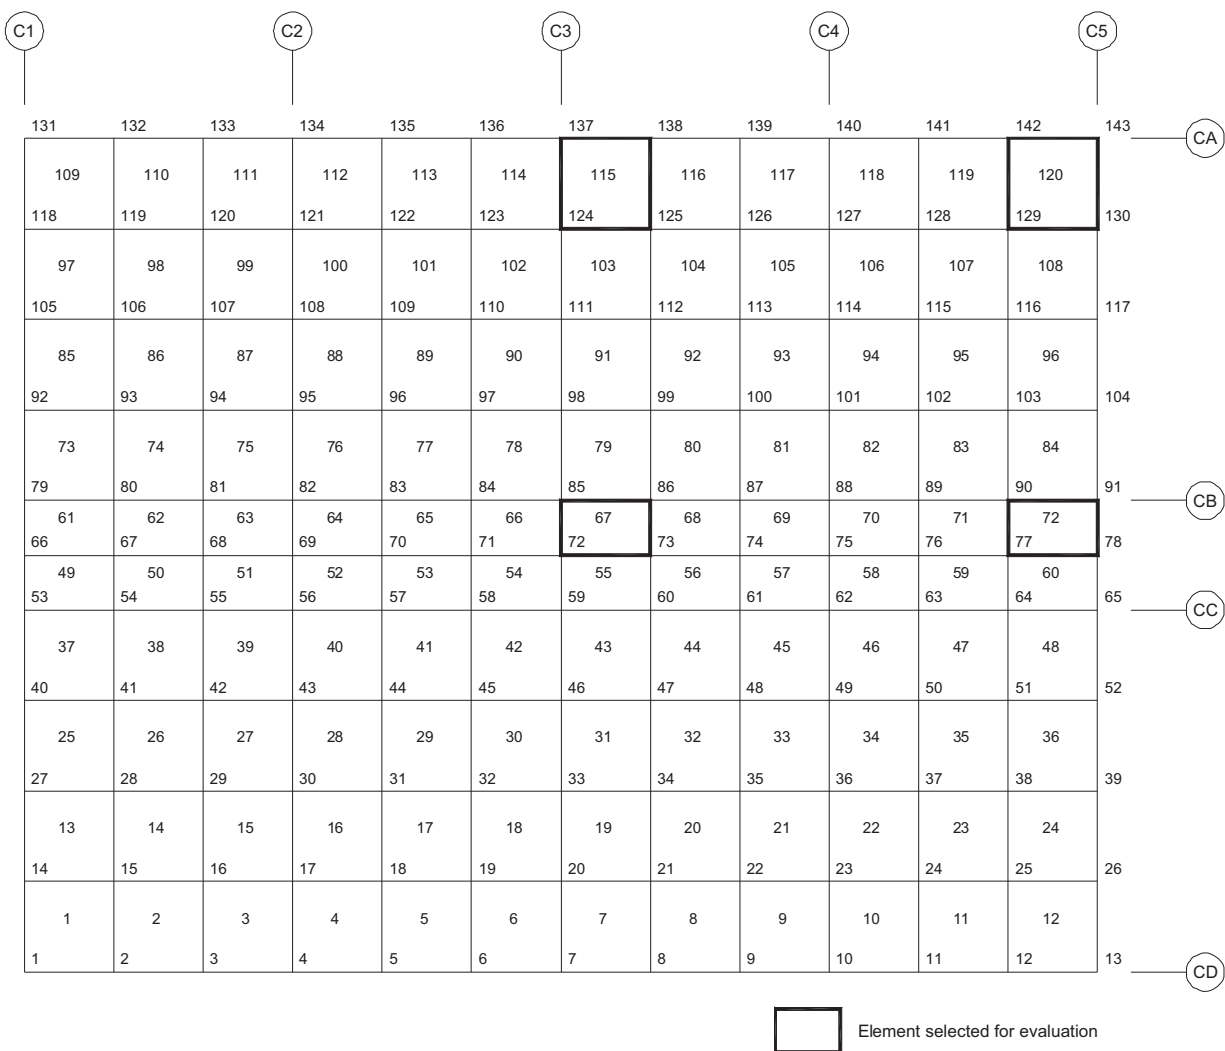 C1 C2 C3 C4 C5
131 132 133 134 135 136 137 138 139 140 141 142 143
CA
109 110 111 112 113 114 115 116 117 118 119 120
118 119 120 121 122 123 124 125 126 127 128 129 130
97 98 99 100 101 102 103 104 105 106 107 108
105 106 107 108 109 110 111 112 113 114 115 116 117
85 86 87 88 89 90 91 92 93 94 95 96
92 93 94 95 96 97 98 99 100 101 102 103 104
73 74 75 76 77 78 79 80 81 82 83 84
79 80 81 82 83 84 85 86 87 88 89 90 91
CB
61 62 63 64 65 66 67 68 69 70 71 72
66 67 68 69 70 71 72 73 74 75 76 77 78
49 50 51 52 53 54 55 56 57 58 59 60
53 54 55 56 57 58 59 60 61 62 63 64 65
CC
37 38 39 40 41 42 43 44 45 46 47 48
40 41 42 43 44 45 46 47 48 49 50 51 52
25 26 27 28 29 30 31 32 33 34 35 36
27 28 29 30 31 32 33 34 35 36 37 38 39
13 14 15 16 17 18 19 20 21 22 23 24
14 15 16 17 18 19 20 21 22 23 24 25 26
1 2 3 4 5 6 7 8 9 10 11 12
1 2 3 4 5 6 7 8 9 10 11 12 13
CD
Element selected for evaluation